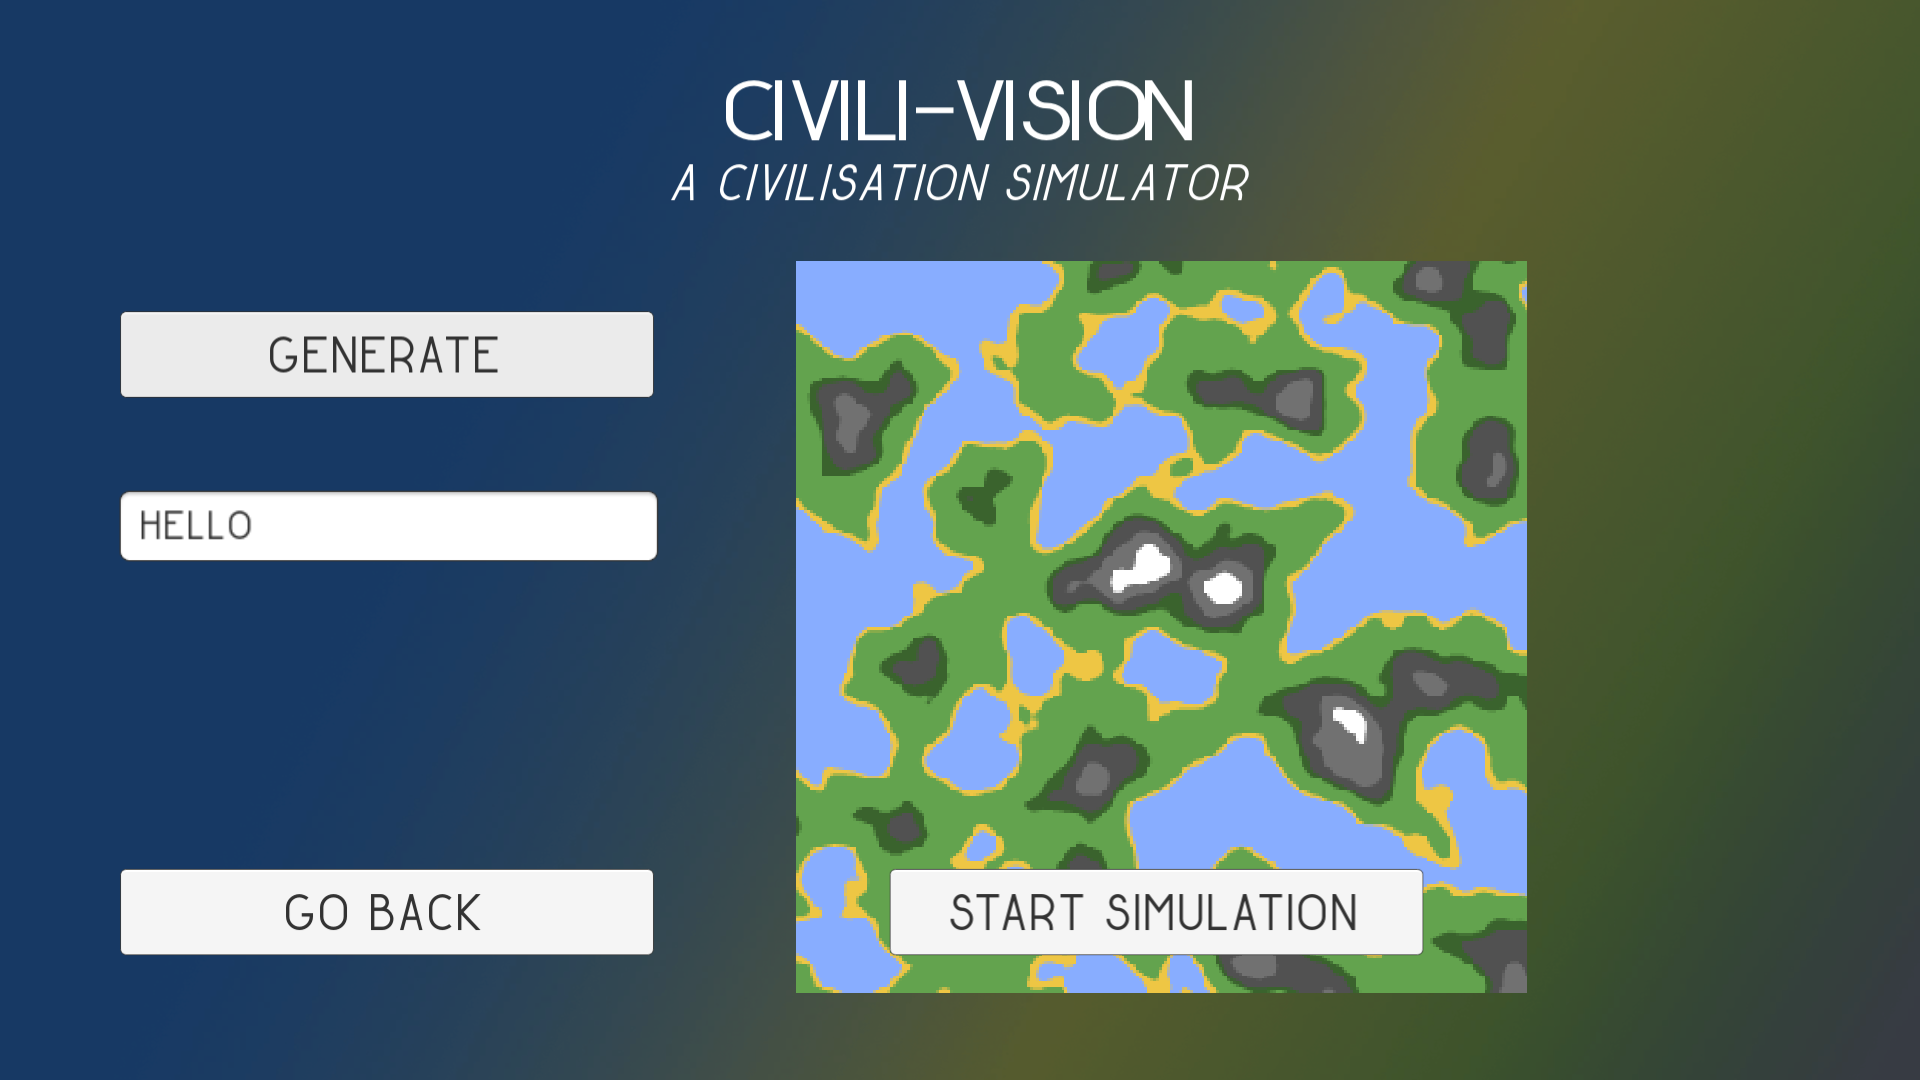 CIVILI-VISION
A CIVILISATION SIMULATOR
GENERATE
HELLO
GO BACK
START SIMULATION